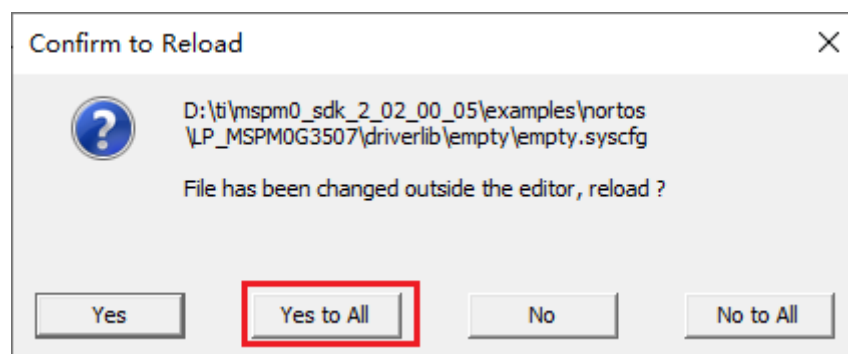 Confirm to Reload
D:\ti\mspm0_sdk_2_02_00_05\examples\nortos
\LP_MSPM0G3507\driverlib\empty\empty.syscfg
File has been changed outside the editor, reload ?
Yes
Yes to All
No
No to All